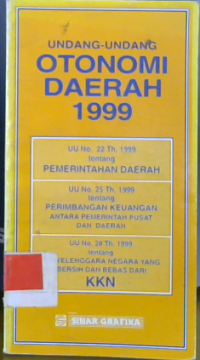 UNDANG-UNDANG
OTONOMI
DAERAH
1999
UU No. 22 Th. 1999
tentang
PEMERINTAHAN DAERAH
UU No. 25 Th. 1999
tentang
PERIMBANGAN KEUANGAN
ANTARA PEMERINTAH PUSAT
DAN DAERAH
UU No. 28 Th. 1999
tentang
YELENGGARA NEGARA YANG
BERSIH DAN BEBAS DARI
KKN
SINAR GRAFIKA